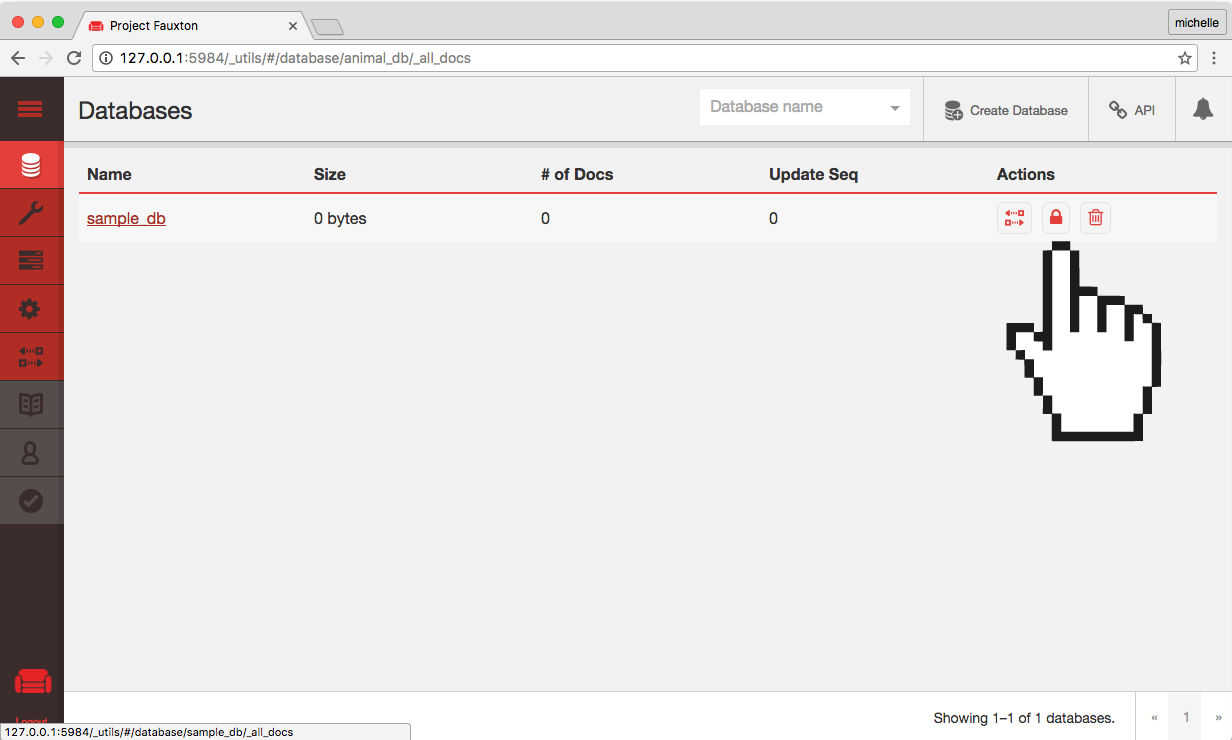 Project Fauxton
michelle
127.0.0.1:5984/_utils/#/database/animal_db/_all_docs
Databases
Database name
Create Database
API
Name Size # of Docs Update Seq Actions
sample_db 0 bytes 0 0
Showing 1–1 of 1 databases.
« 1 »
Logout
127.0.0.1:5984/_utils/#/database/sample_db/_all_docs